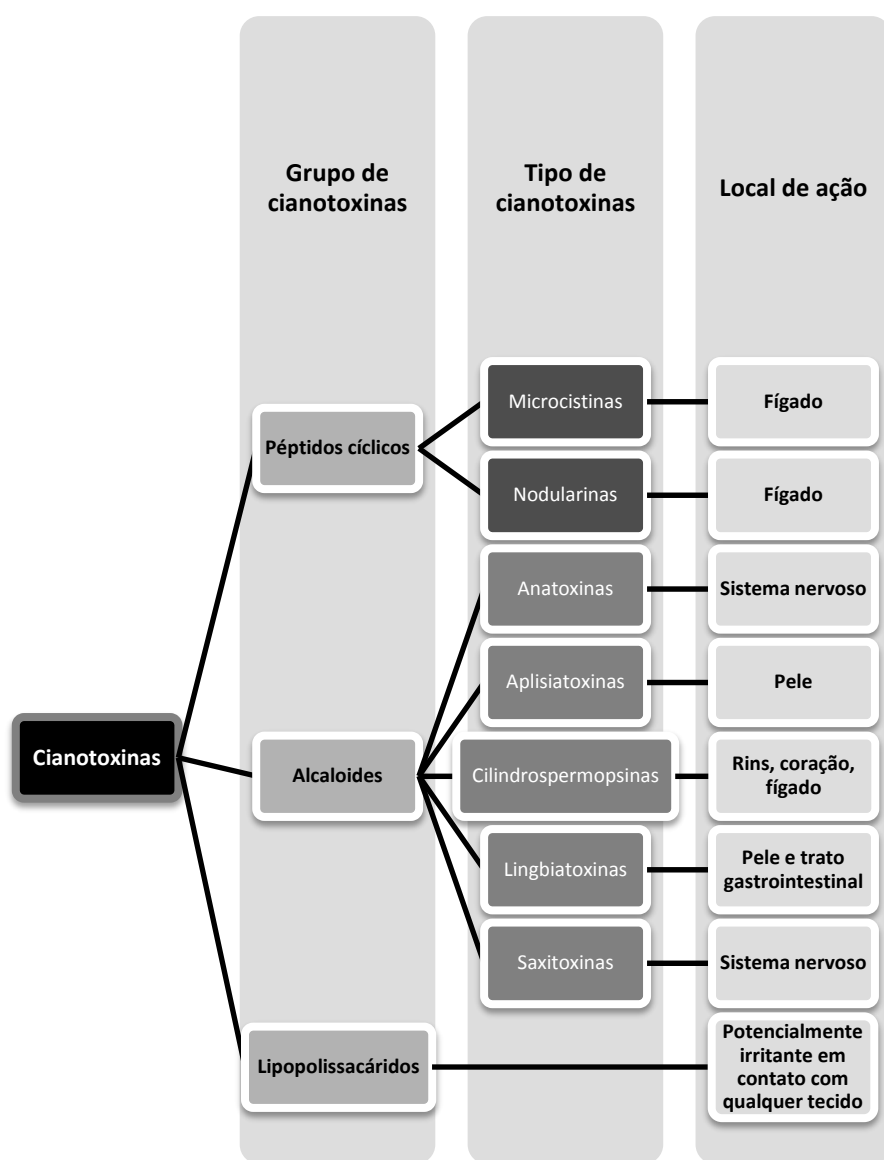 Grupo de
cianotoxinas
Tipo de
cianotoxinas
Local de ação
Cianotoxinas
Péptidos cíclicos
Microcistinas
Fígado
Nodularinas
Fígado
Alcaloides
Anatoxinas
Sistema nervoso
Aplisiatoxinas
Pele
Cilindrospermopsinas
Rins, coração,
fígado
Lingbiatoxinas
Pele e trato
gastrointestinal
Saxitoxinas
Sistema nervoso
Lipopolissacáridos
Potencialmente
irritante em
contato com
qualquer tecido